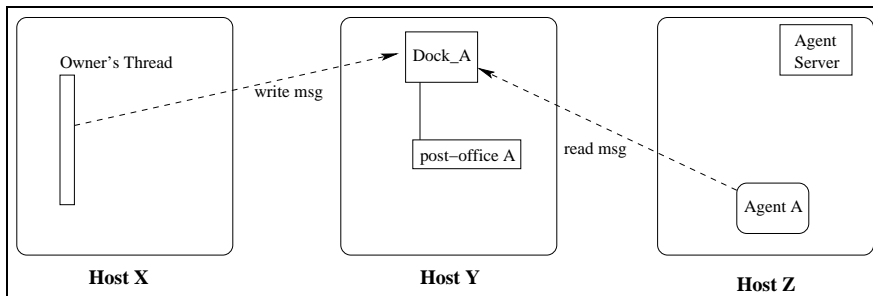 Owner's Thread
write msg
Host X
Dock_A
post−office A
Host Y
read msg
Agent
Server
Agent A
Host Z